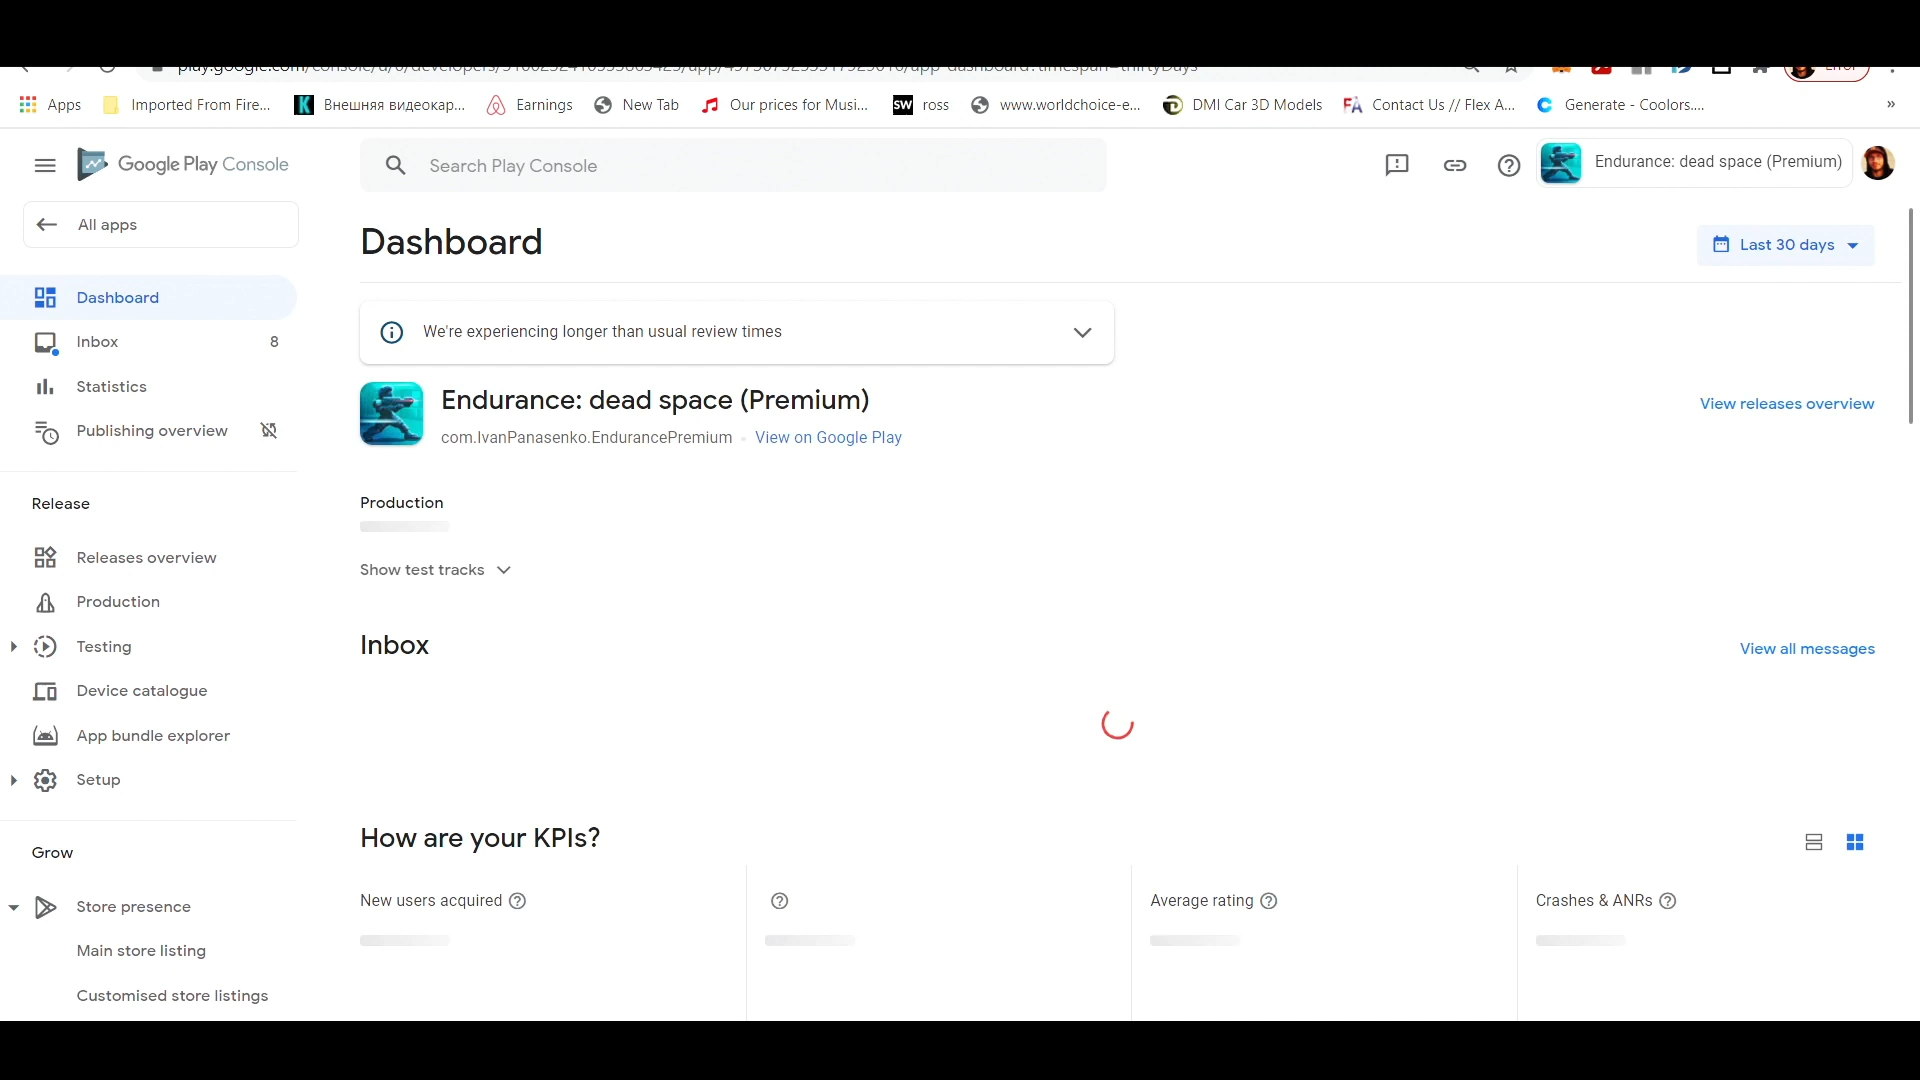 Apps
Imported From Fire...
Внешняя видеокар...
Earnings
New Tab
Our prices for Musi...
SW ross
www.worldchoice-e...
DMI Car 3D Models
FA Contact Us // Flex A...
Generate - Coolors....
»
Google Play Console
Search Play Console
Endurance: dead space (Premium)
All apps
Dashboard
Inbox 8
Statistics
Publishing overview
Release
Releases overview
Production
Testing
Device catalogue
App bundle explorer
Setup
Grow
Store presence
Main store listing
Customised store listings
Dashboard
Last 30 days
We're experiencing longer than usual review times
Endurance: dead space (Premium)
com.IvanPanasenko.EndurancePremium
View on Google Play
View releases overview
Production
Show test tracks
Inbox
View all messages
How are your KPIs?
New users acquired
Average rating
Crashes & ANRs